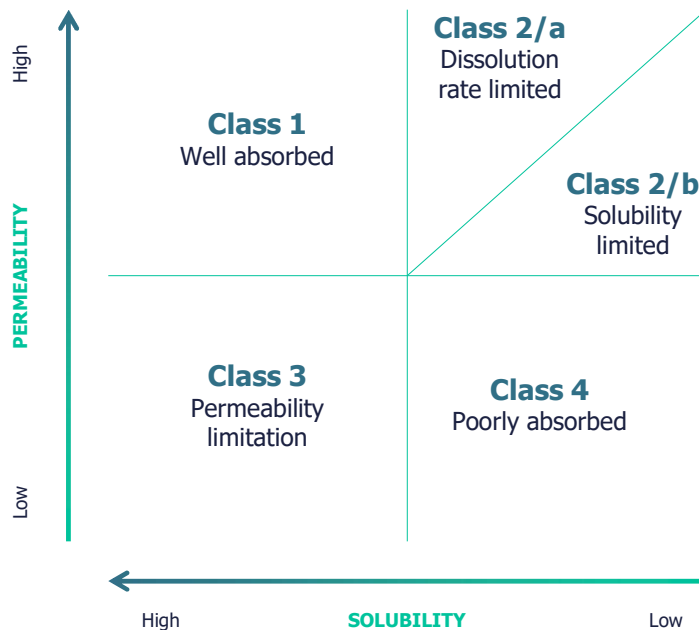 High
PERMEABILITY
Low
Class 1
Well absorbed
Class 2/a
Dissolution
rate limited
Class 2/b
Solubility
limited
Class 3
Permeability
limitation
Class 4
Poorly absorbed
High
SOLUBILITY
Low